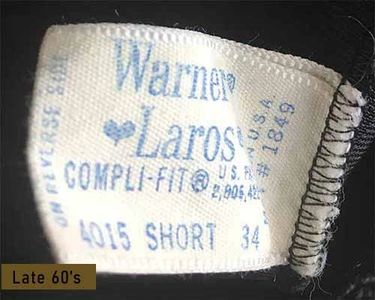 ON REVERSE SIDE
Warner
Laros
COMPLI-FIT®
U.S.
4015 SHORT 34
U.S.A.
# 1849
Late 60's